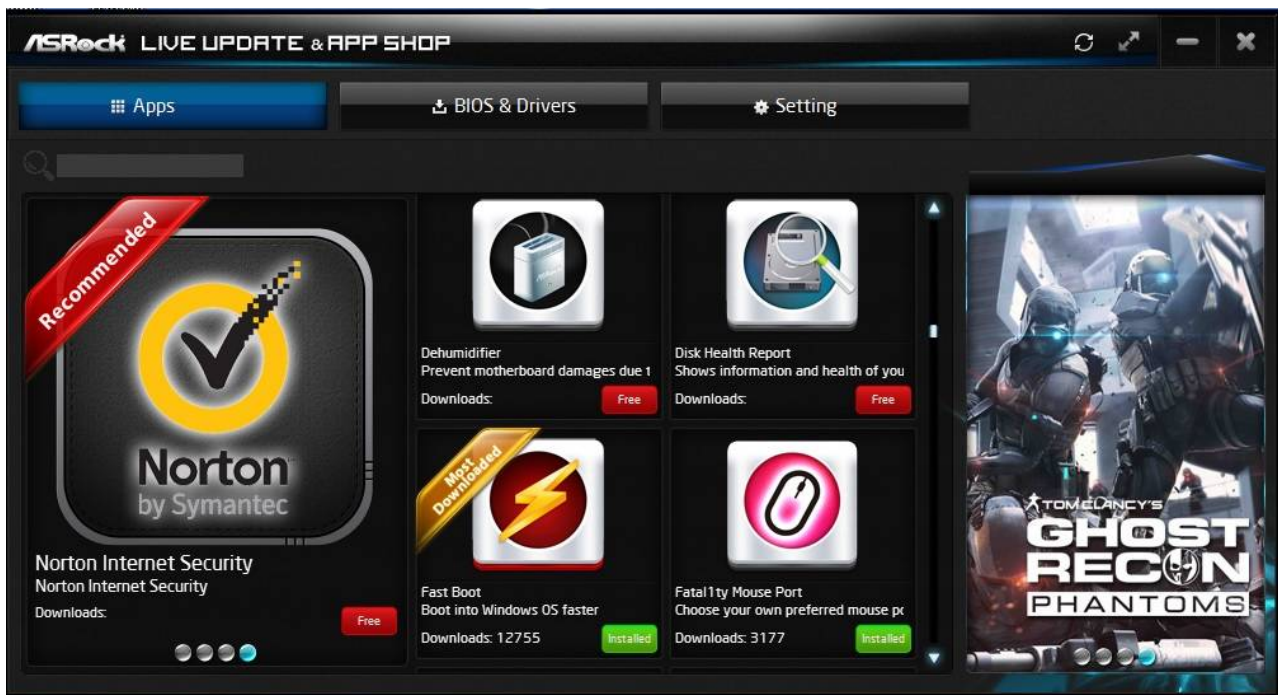 ASRock LIVE UPDATE & APP SHOP
Apps
BIOS & Drivers
Setting
Recommended
Norton
by Symantec
Norton Internet Security
Norton Internet Security
Downloads:
Free
ASRock
Dehumidifier
Prevent motherboard damages due t
Downloads:
Free
Disk Health Report
Shows information and health of you
Downloads:
Free
Most
Downloaded
Fast Boot
Boot into Windows OS faster
Downloads: 12755
Installed
Fatal1ty Mouse Port
Choose your own preferred mouse po
Downloads: 3177
Installed
TOM CLANCY'S
GHOST
RECON
PHANTOMS